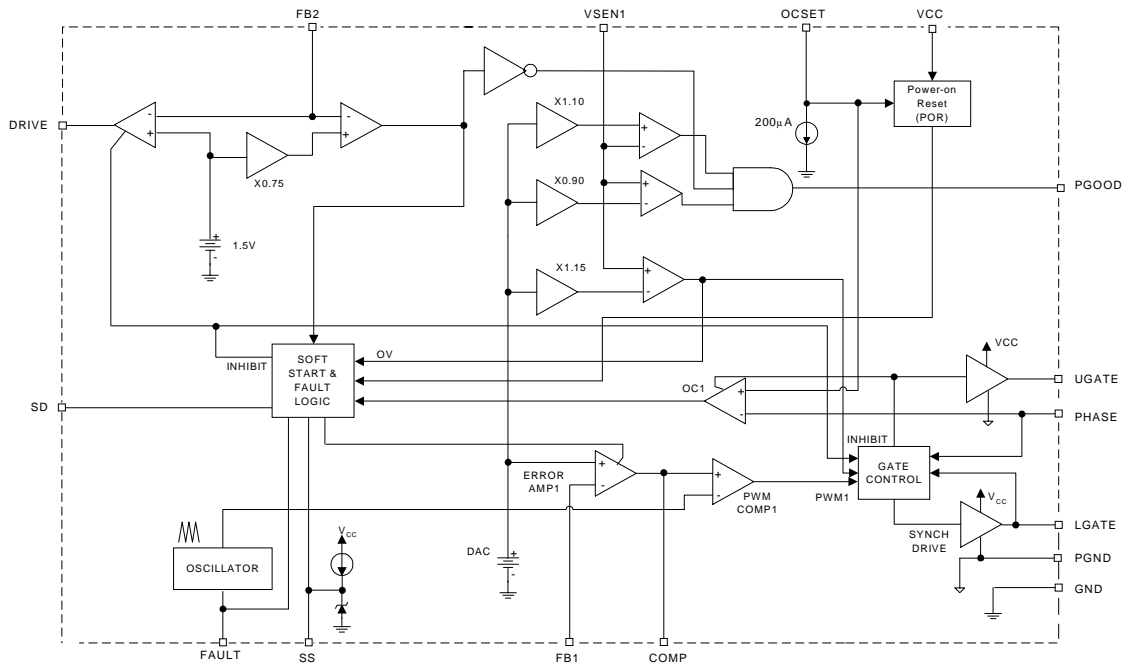 FB2
VSEN1
OCSET
VCC
DRIVE
-
+
-
+
X0.75
+
-
1.5V
X1.10
X0.90
X1.15
+
-
+
-
+
-
200µA
Power-on
Reset
(POR)
PGOOD
INHIBIT
SOFT
START &
FAULT
LOGIC
OV
OC1
+
-
VCC
UGATE
PHASE
SD
INHIBIT
GATE
CONTROL
PWM1
ERROR
AMP1
+
-
+
-
PWM
COMP1
SYNCH
DRIVE
VCC
LGATE
PGND
GND
OSCILLATOR
VCC
DAC
+
-
FAULT
SS
FB1
COMP